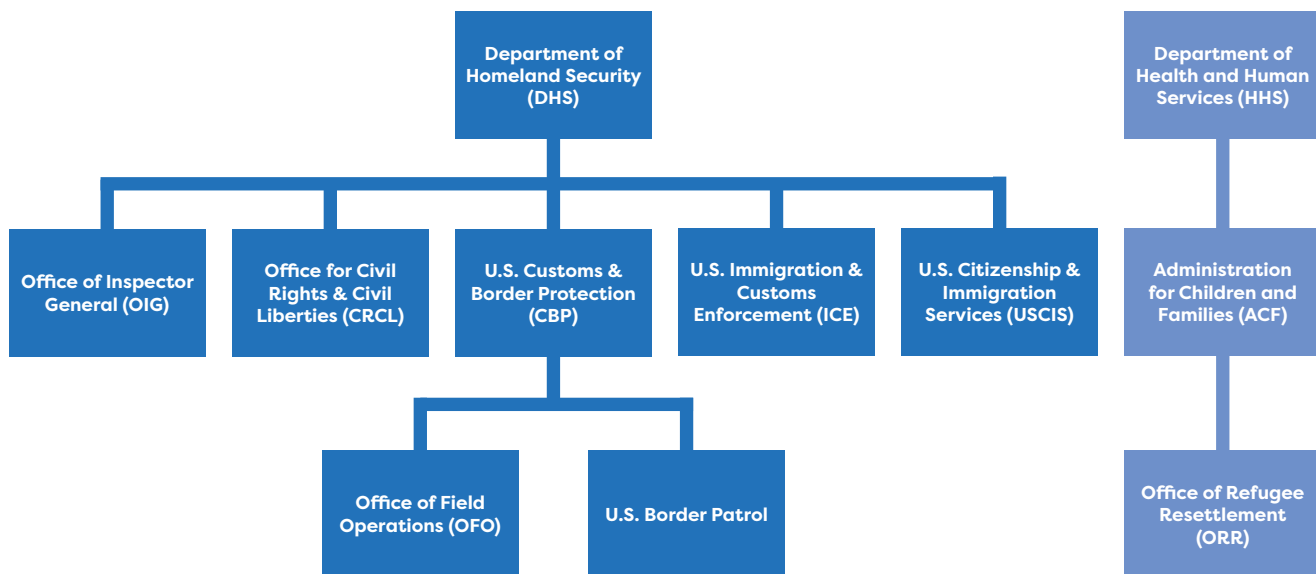 Department of
Homeland Security
(DHS)
Department of
Health and Human
Services (HHS)
Office of Inspector
General (OIG)
Office for Civil
Rights & Civil
Liberties (CRCL)
U.S. Customs &
Border Protection
(CBP)
U.S. Immigration &
Customs
Enforcement (ICE)
U.S. Citizenship &
Immigration
Services (USCIS)
Administration
for Children and
Families (ACF)
Office of Field
Operations (OFO)
U.S. Border Patrol
Office of Refugee
Resettlement
(ORR)